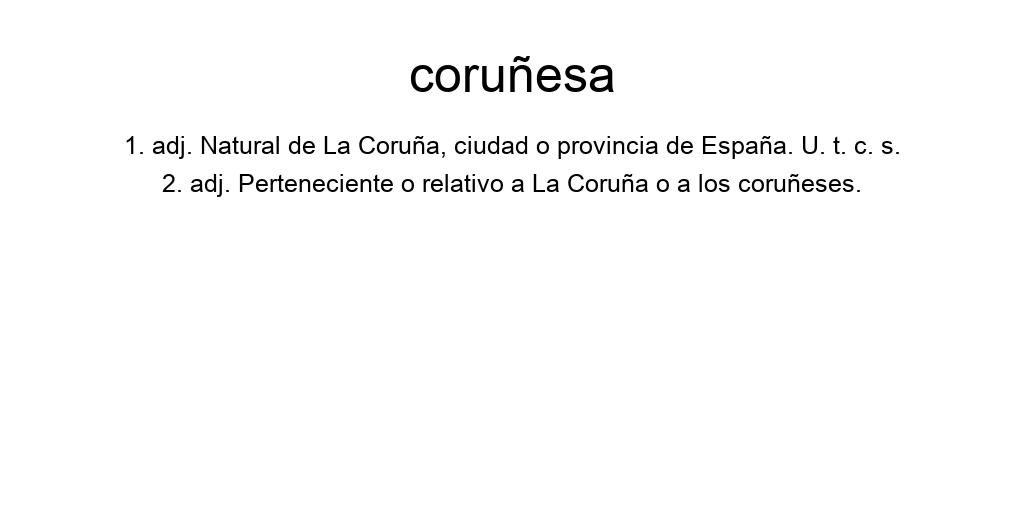 coruñesa
1. adj. Natural de La Coruña, ciudad o provincia de España. U. t. c. s.
2. adj. Perteneciente o relativo a La Coruña o a los coruñeses.